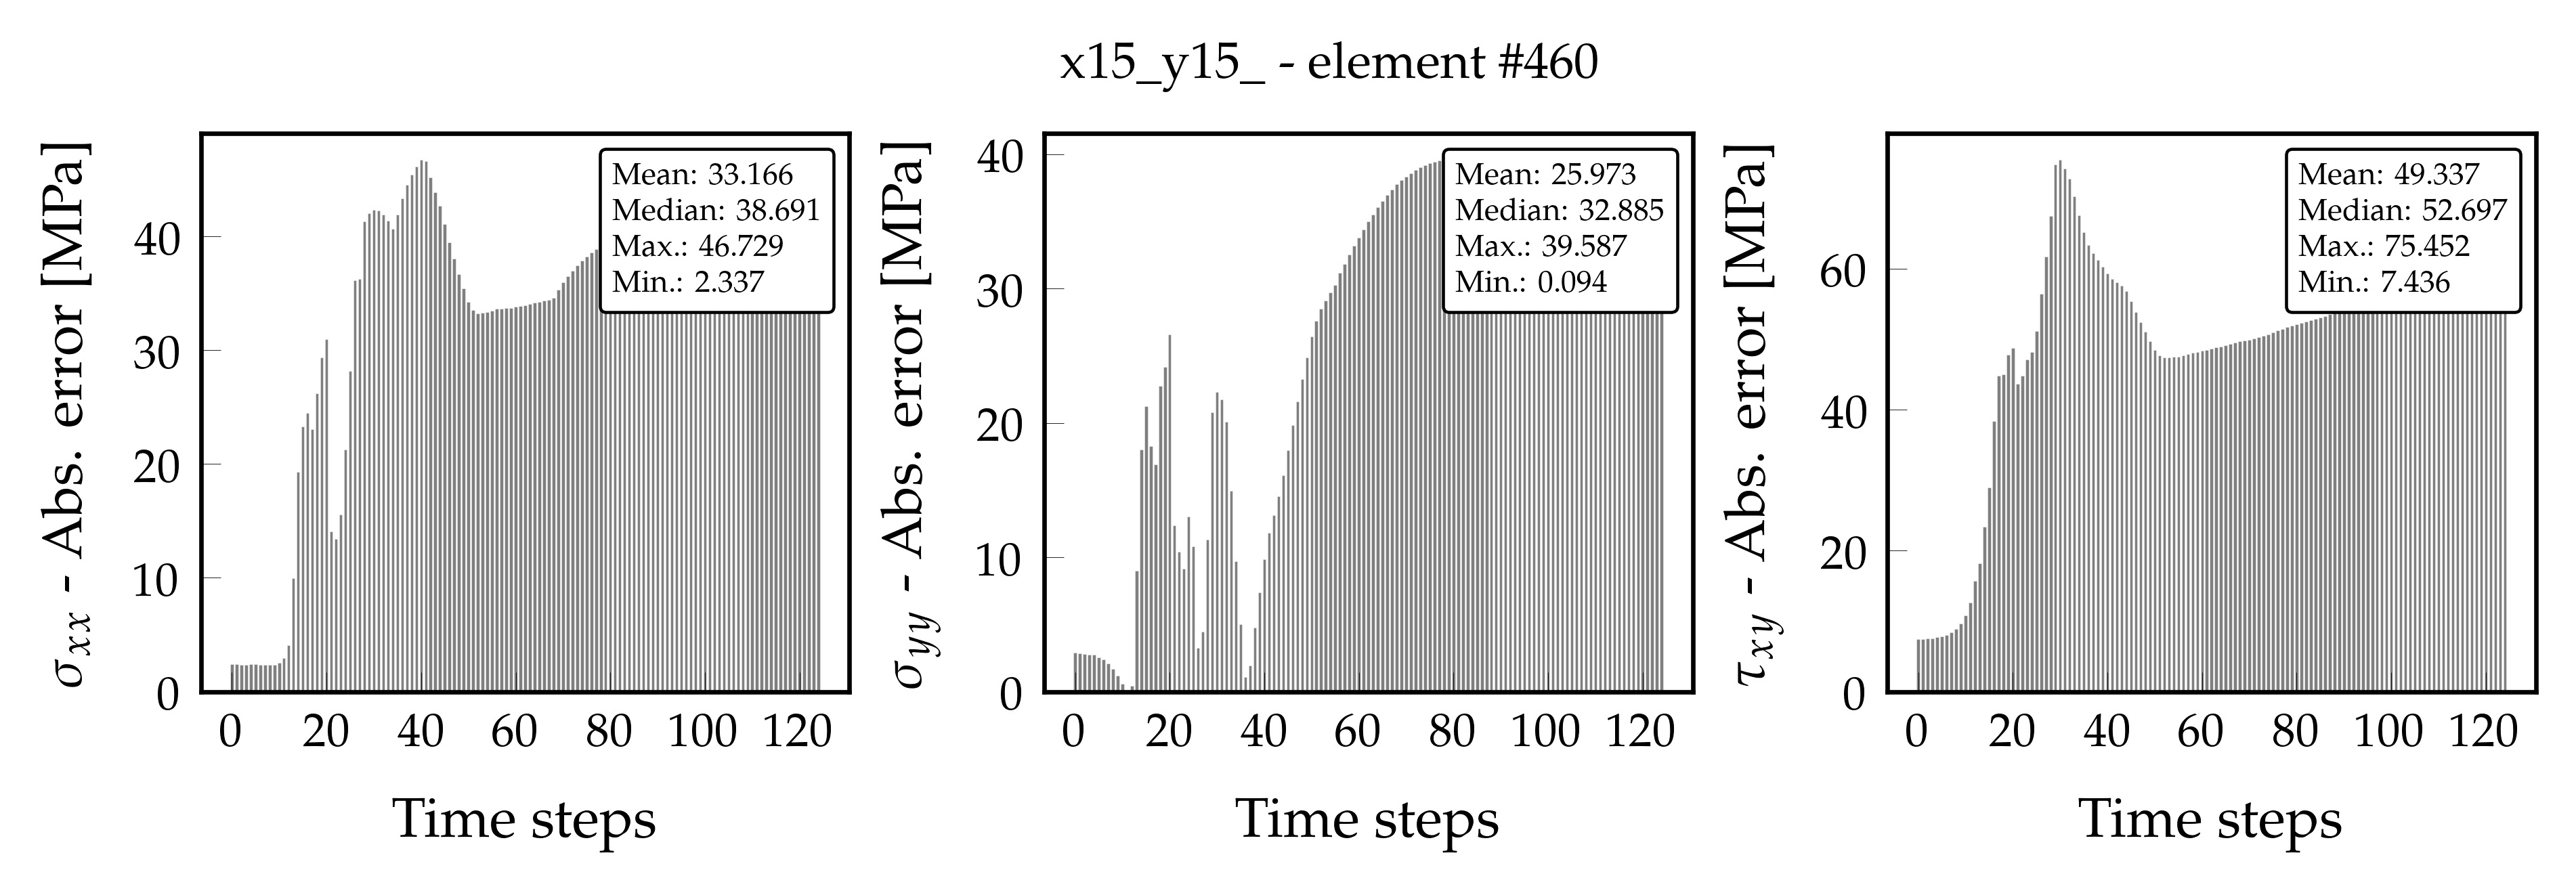 x15_y15_ - element #460
σxx - Abs. error [MPa]
40
30
20
10
0
0 20 40 60 80 100 120
Time steps
Mean: 33.166
Median: 38.691
Max.: 46.729
Min.: 2.337
σyy - Abs. error [MPa]
40
30
20
10
0
0 20 40 60 80 100 120
Time steps
Mean: 25.973
Median: 32.885
Max.: 39.587
Min.: 0.094
τxy - Abs. error [MPa]
60
40
20
0
0 20 40 60 80 100 120
Time steps
Mean: 49.337
Median: 52.697
Max.: 75.452
Min.: 7.436